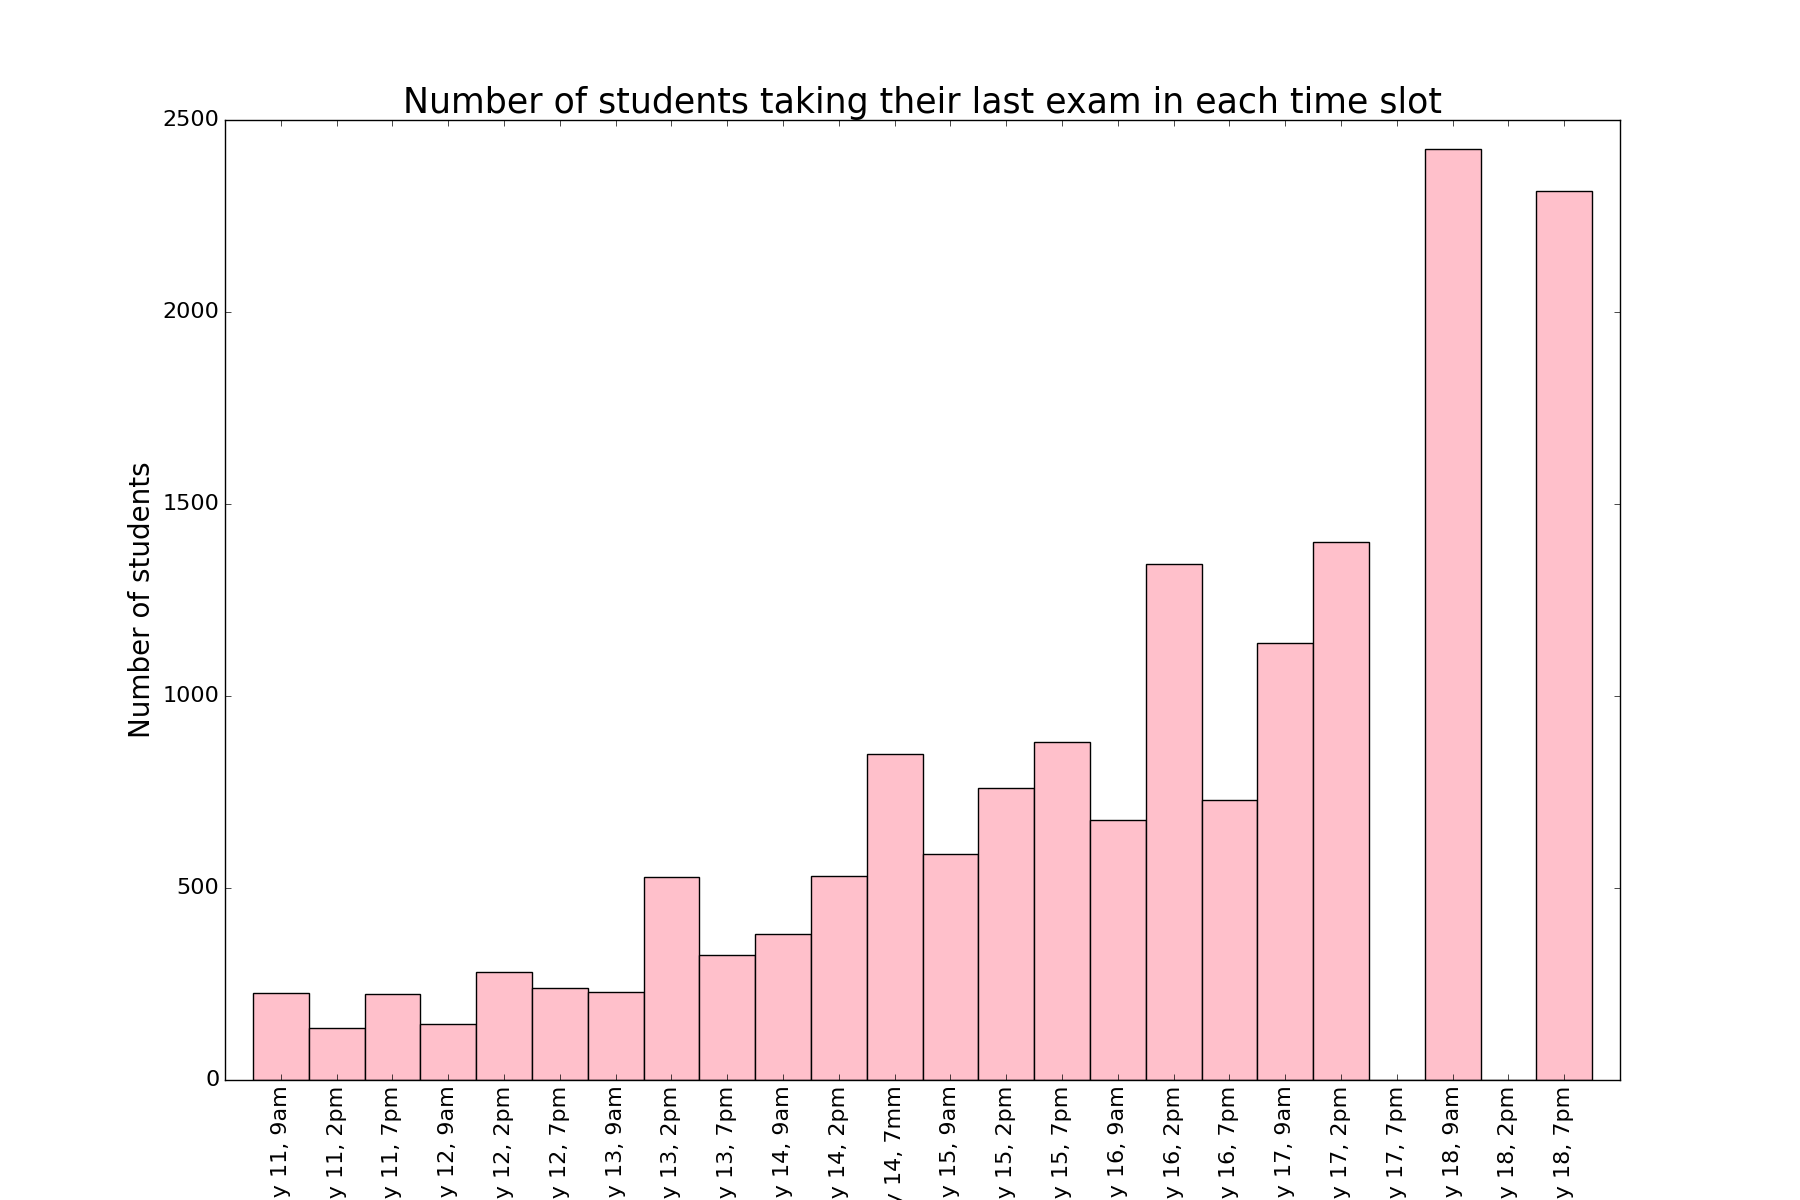 Number of students taking their last exam in each time slot
Number of students
2500
2000
1500
1000
500
0
y 11, 9am
y 11, 2pm
y 11, 7pm
y 12, 9am
y 12, 2pm
y 12, 7pm
y 13, 9am
y 13, 2pm
y 13, 7pm
y 14, 9am
y 14, 2pm
y 14, 7mm
y 15, 9am
y 15, 2pm
y 15, 7pm
y 16, 9am
y 16, 2pm
y 16, 7pm
y 17, 9am
y 17, 2pm
y 17, 7pm
y 18, 9am
y 18, 2pm
y 18, 7pm